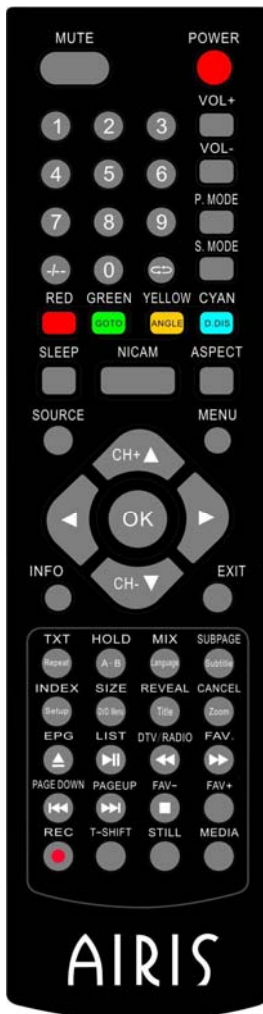 MUTE POWER
VOL+
1 2 3
VOL-
4 5 6
P. MODE
7 8 9
S. MODE
-/-- 0
RED GREEN YELLOW CYAN
GOTO ANGLE D.DIS
SLEEP NICAM ASPECT
SOURCE MENU
CH+
OK
CH-
INFO EXIT
TXT HOLD MIX SUBPAGE
Repeat A-B Language Subtitle
INDEX SIZE REVEAL CANCEL
Setup DVD Menu Title Zoom
EPG LIST DTV/RADIO FAV.
PAGE DOWN PAGEUP FAV- FAV+
REC T-SHIFT STILL MEDIA
AIRIS